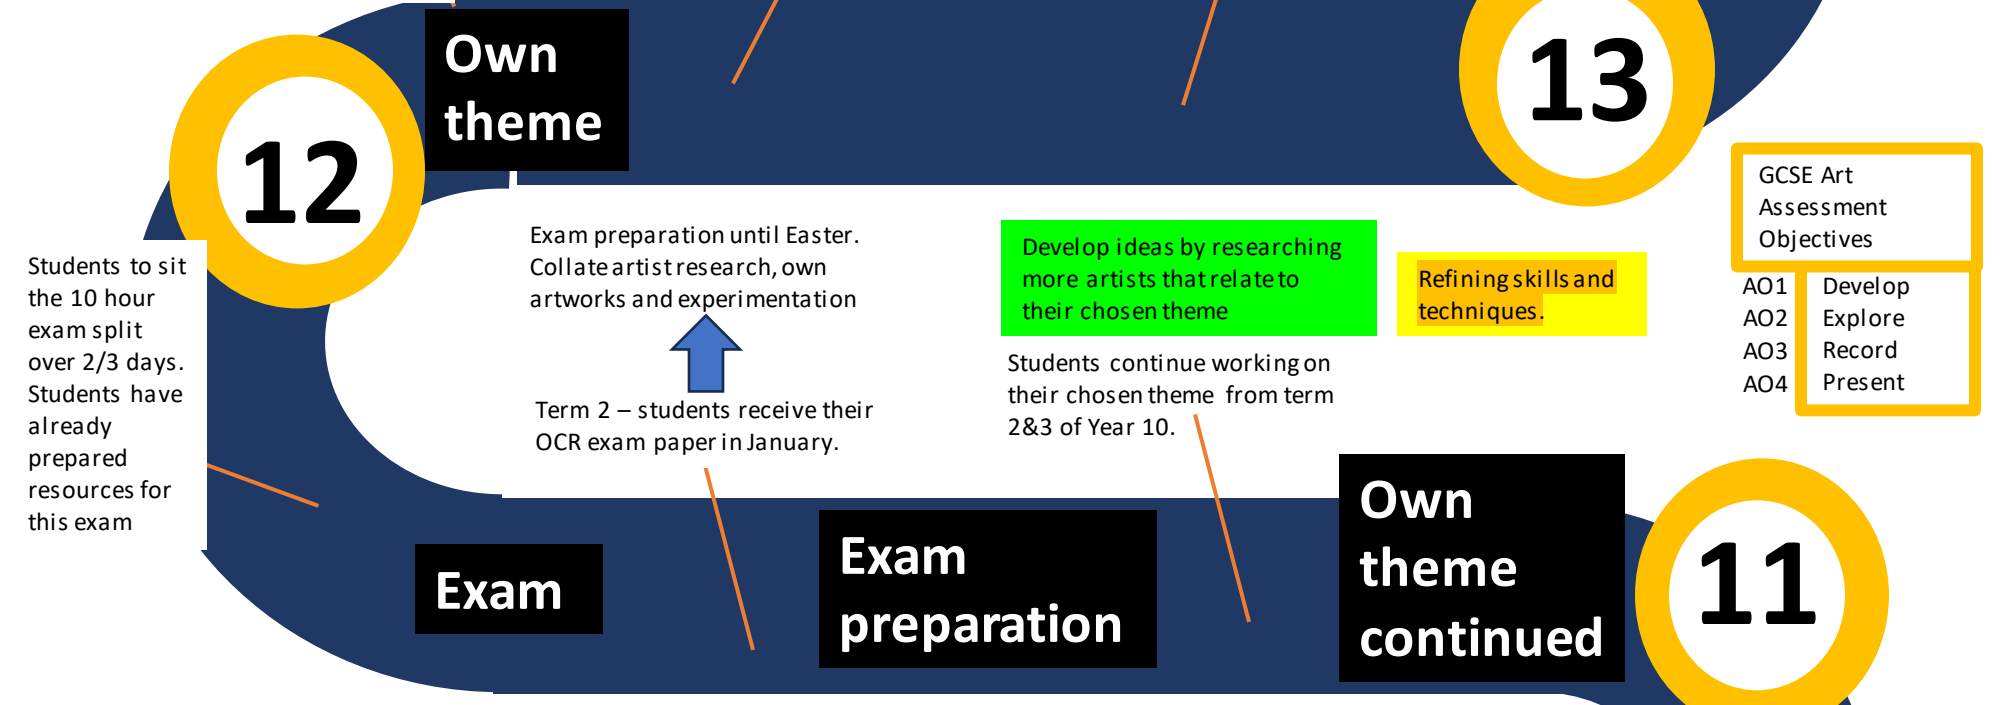 Own
theme
13
12
GCSE Art
Assessment
Objectives
AO1 Develop
AO2 Explore
AO3 Record
AO4 Present
Exam preparation until Easter.
Collate artist research, own
artworks and experimentation
Develop ideas by researching
more artists that relate to
their chosen theme
Refining skills and
techniques.
Students to sit
the 10 hour
exam split
over 2/3 days.
Students have
already
prepared
resources for
this exam
Term 2 – students receive their
OCR exam paper in January.
Students continue working on
their chosen theme from term
2&3 of Year 10.
Exam
Exam
preparation
Own
theme
continued
11